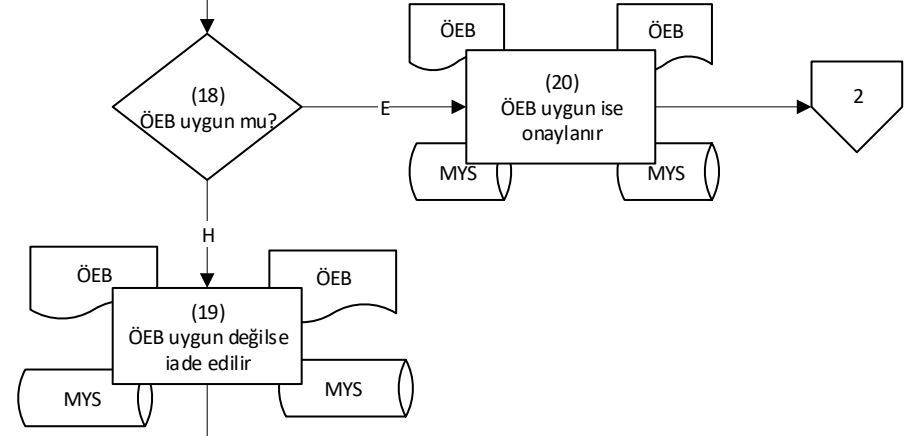 ÖEB
ÖEB
(18)
ÖEB uygun mu?
E
(20)
ÖEB uygun ise
onaylanır
2
MYS
MYS
H
ÖEB
ÖEB
(19)
ÖEB uygun değilse
iade edilir
MYS
MYS